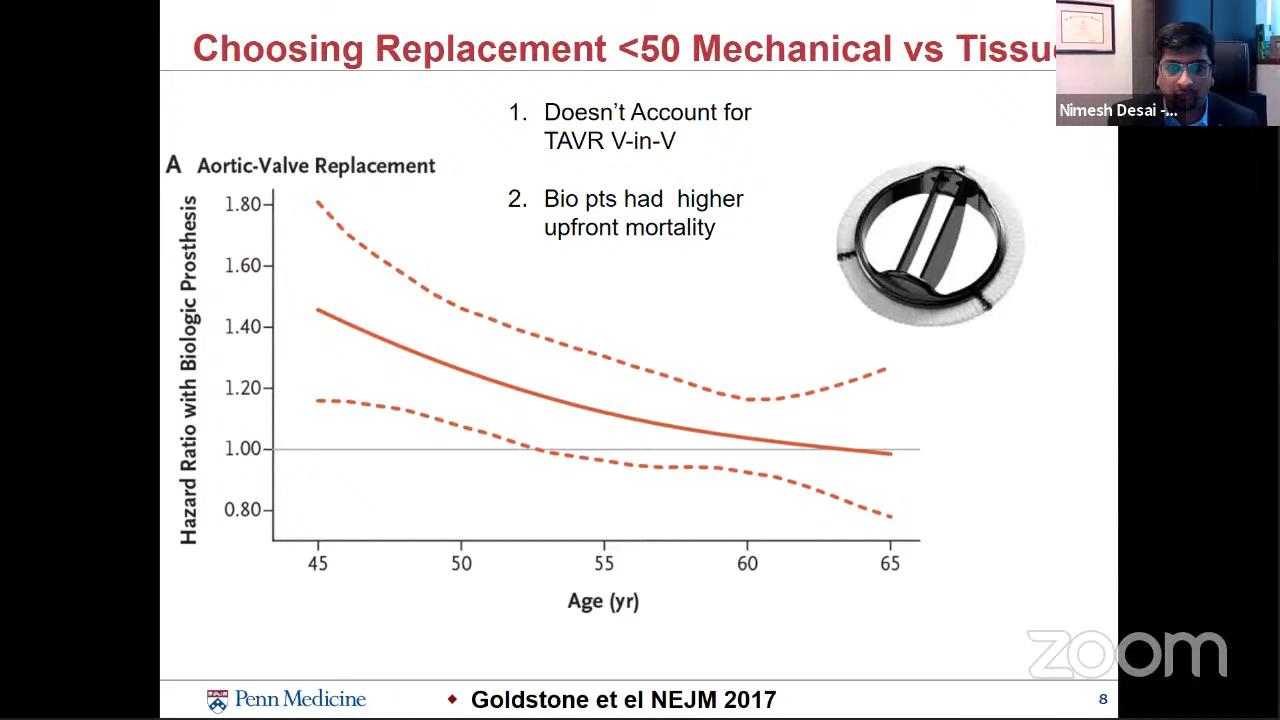 Choosing Replacement <50 Mechanical vs Tissu
Nimesh Desai -...
1. Doesn't Account for
TAVR V-in-V
2. Bio pts had higher
upfront mortality
A Aortic-Valve Replacement
Hazard Ratio with Biologic Prosthesis
1.80
1.60
1.40
1.20
1.00
0.80
45 50 55 60 65
Age (yr)
zoom
Penn Medicine
Goldstone et el NEJM 2017
8